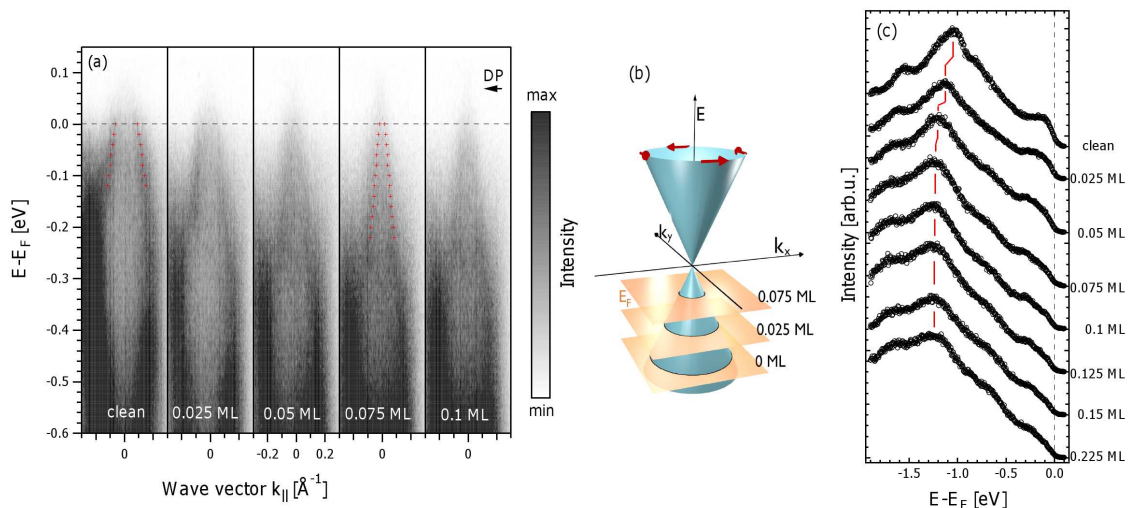 (a)
DP
0.1
0.0
-0.1
-0.2
-0.3
-0.4
-0.5
-0.6
E-E_F [eV]
clean
0.025 ML
0.05 ML
0.075 ML
0.1 ML
0
0
-0.2
0
0.2
0
0
Wave vector k_|| [Å^-1]
max
Intensity
min
(b)
E
k_y
k_x
E_F
0.075 ML
0.025 ML
0 ML
(c)
Intensity [arb.u.]
clean
0.025 ML
0.05 ML
0.075 ML
0.1 ML
0.125 ML
0.15 ML
0.225 ML
-1.5
-1.0
-0.5
0.0
E-E_F [eV]